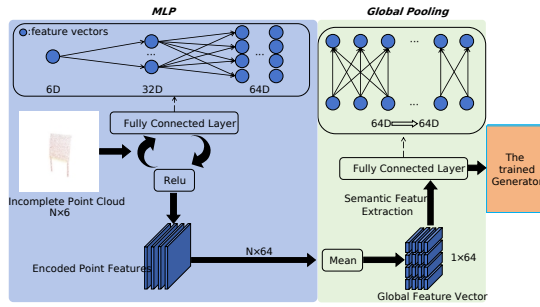 MLP
Global Pooling
:feature vectors
...
...
...
...
...
6D
32D
64D
64D
64D
Fully Connected Layer
Fully Connected Layer
The
trained
Generator
Relu
Incomplete Point Cloud
N×6
Semantic Feature
Extraction
Encoded Point Features
N×64
Mean
1×64
Global Feature Vector